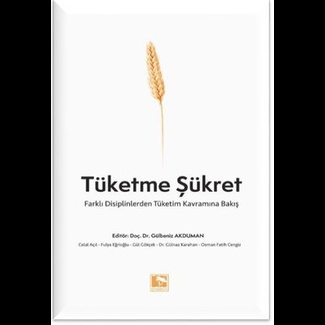 Tüketme Şükret
Farklı Disiplinlerden Tüketim Kavramına Bakış
Editör: Doç. Dr. Gülbeniz AKDUMAN
Celal Açıl - Fulya Eğrioğlu - Gül Gökçek - Dr. Gülnaz Karahan - Osman Fatih Cengiz